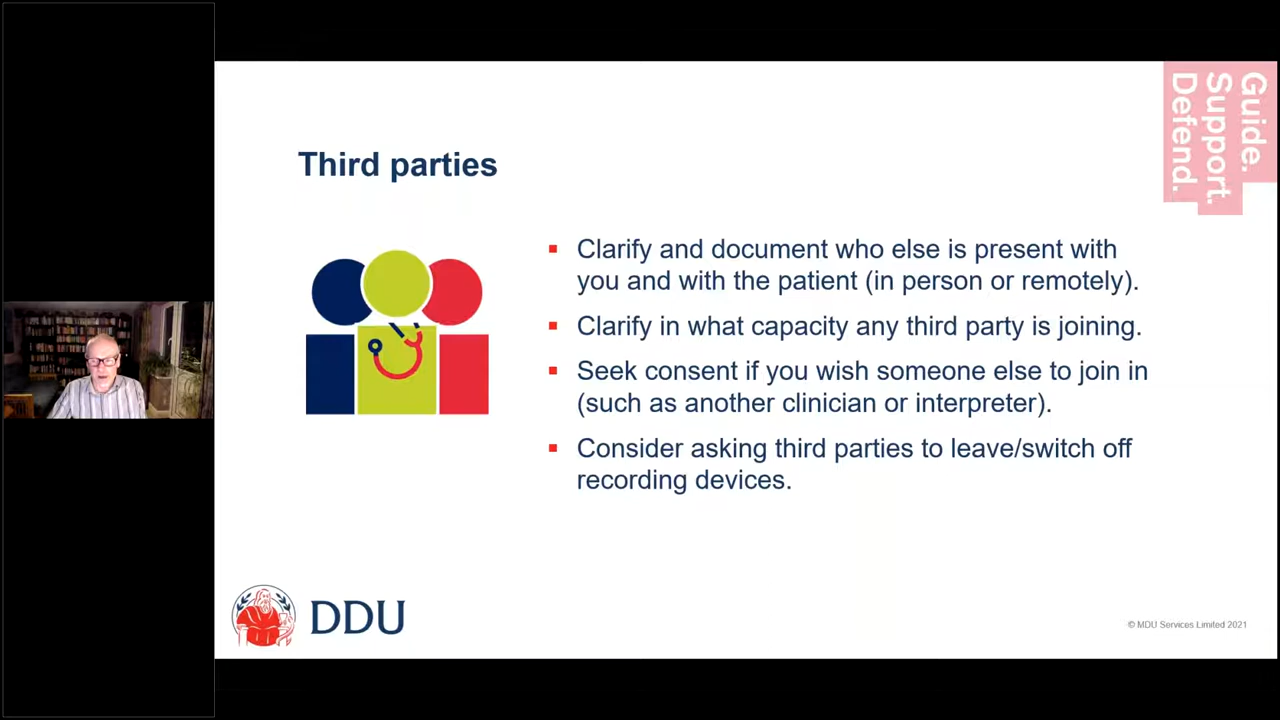 Guide.
Support.
Defend.
Third parties
Clarify and document who else is present with
you and with the patient (in person or remotely).
Clarify in what capacity any third party is joining.
Seek consent if you wish someone else to join in
(such as another clinician or interpreter).
Consider asking third parties to leave/switch off
recording devices.
DDU
© MDU Services Limited 2021